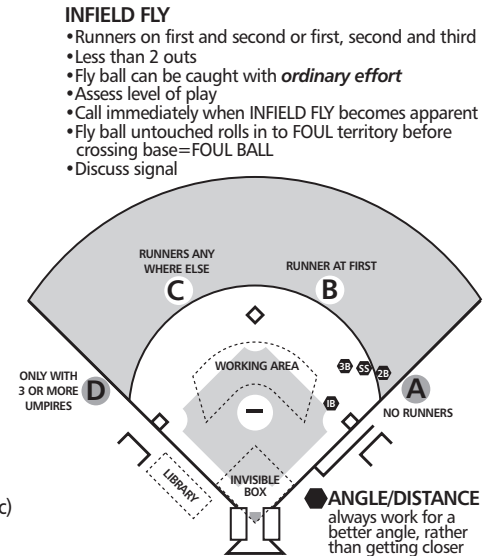 INFIELD FLY
•Runners on first and second or first, second and third
•Less than 2 outs
•Fly ball can be caught with ordinary effort
•Assess level of play
•Call immediately when INFIELD FLY becomes apparent
•Fly ball untouched rolls in to FOUL territory before
crossing base=FOUL BALL
•Discuss signal
RUNNERS ANY
WHERE ELSE
C
RUNNER AT FIRST
B
WORKING AREA
3B
SS
2B
1B
ONLY WITH
3 OR MORE
UMPIRES
D
A
NO RUNNERS
LIBRARY
INVISIBLE
BOX
c)
ANGLE/DISTANCE
always work for a
better angle, rather
than getting closer